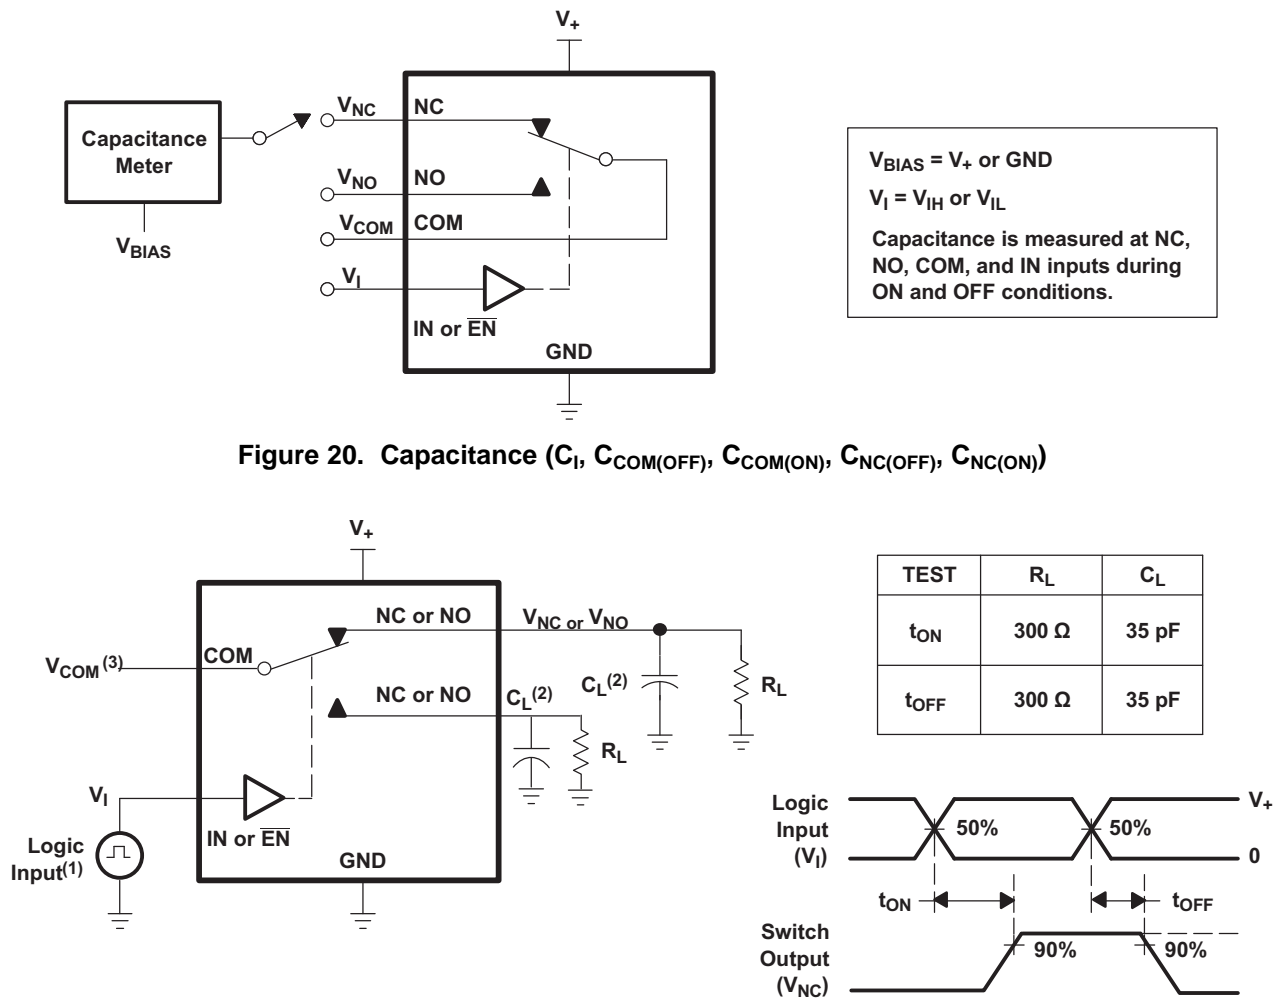 V+
Capacitance
Meter
VBIAS
VNC
NC
VNO
NO
VCOM
COM
VI
IN or E̅N̅
GND
VBIAS = V+ or GND
VI = VIH or VIL
Capacitance is measured at NC,
NO, COM, and IN inputs during
ON and OFF conditions.
Figure 20. Capacitance (CI, CCOM(OFF), CCOM(ON), CNC(OFF), CNC(ON))
V+
NC or NO
VNC or VNO
VCOM(3)
COM
NC or NO
CL(2)
CL(2)
RL
RL
VI
IN or E̅N̅
Logic
Input(1)
GND
TEST RL CL
tON 300 Ω 35 pF
tOFF 300 Ω 35 pF
Logic
Input
(VI)
50%
50%
V+
0
tON
tOFF
Switch
Output
(VNC)
90%
90%